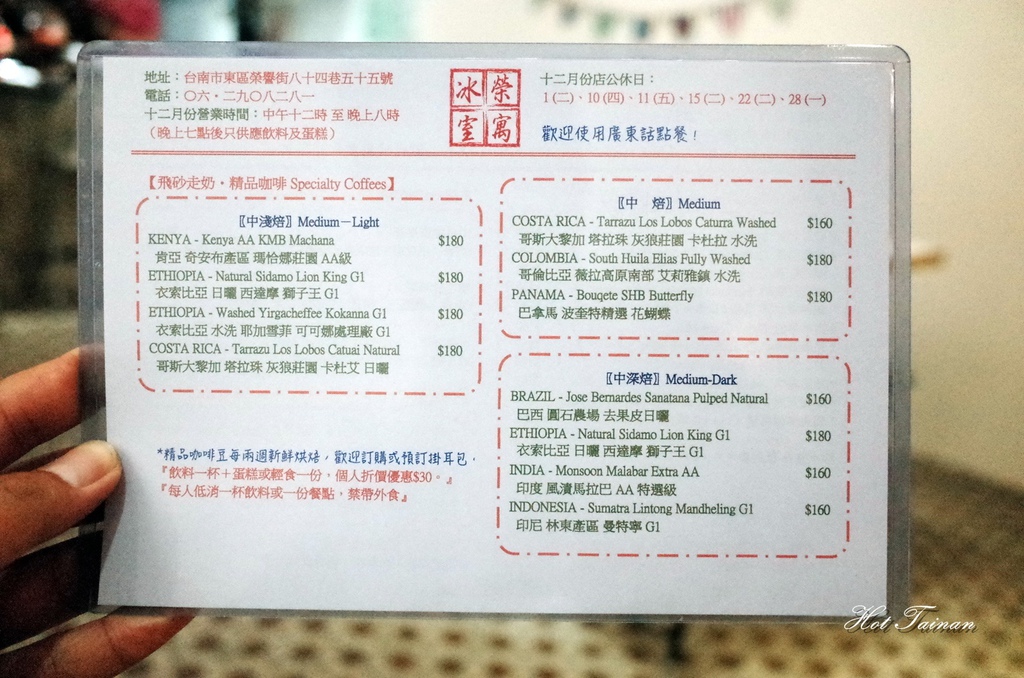 地址：台南市東區榮譽街八十四巷五十五號
電話：〇六・二九〇八二八一
十二月份營業時間：中午十二時 至 晚上八時
（晚上七點後只供應飲料及蛋糕）
榮寓冰室
十二月份店公休日：
1 (二)、10 (四)、11 (五)、15 (二)、22 (二)、28 (一)
歡迎使用廣東話點餐！
【飛砂走奶・精品咖啡 Specialty Coffees】
〖中淺焙〗Medium－Light
KENYA - Kenya AA KMB Machana $180
肯亞 奇安布產區 瑪恰娜莊園 AA級
ETHIOPIA - Natural Sidamo Lion King G1 $180
衣索比亞 日曬 西達摩 獅子王 G1
ETHIOPIA - Washed Yirgacheffee Kokanna G1 $180
衣索比亞 水洗 耶加雪菲 可可娜處理廠 G1
COSTA RICA - Tarrazu Los Lobos Catuai Natural $180
哥斯大黎加 塔拉珠 灰狼莊園 卡杜艾 日曬
*精品咖啡豆每兩週新鮮烘焙，歡迎訂購或預訂掛耳包．
『飲料一杯＋蛋糕或輕食一份，個人折價優惠$30。』
『每人低消一杯飲料或一份餐點，禁帶外食』
〖中　焙〗Medium
COSTA RICA - Tarrazu Los Lobos Caturra Washed $160
哥斯大黎加 塔拉珠 灰狼莊園 卡杜拉 水洗
COLOMBIA - South Huila Elias Fully Washed $180
哥倫比亞 薇拉高原南部 艾莉雅鎮 水洗
PANAMA - Bouqete SHB Butterfly $180
巴拿馬 波奎特精選 花蝴蝶
〖中深焙〗Medium-Dark
BRAZIL - Jose Bernardes Sanatana Pulped Natural $160
巴西 圓石農場 去果皮日曬
ETHIOPIA - Natural Sidamo Lion King G1 $180
衣索比亞 日曬 西達摩 獅子王 G1
INDIA - Monsoon Malabar Extra AA $160
印度 風漬馬拉巴 AA 特選級
INDONESIA - Sumatra Lintong Mandheling G1 $160
印尼 林東產區 曼特寧 G1
Hot Tainan